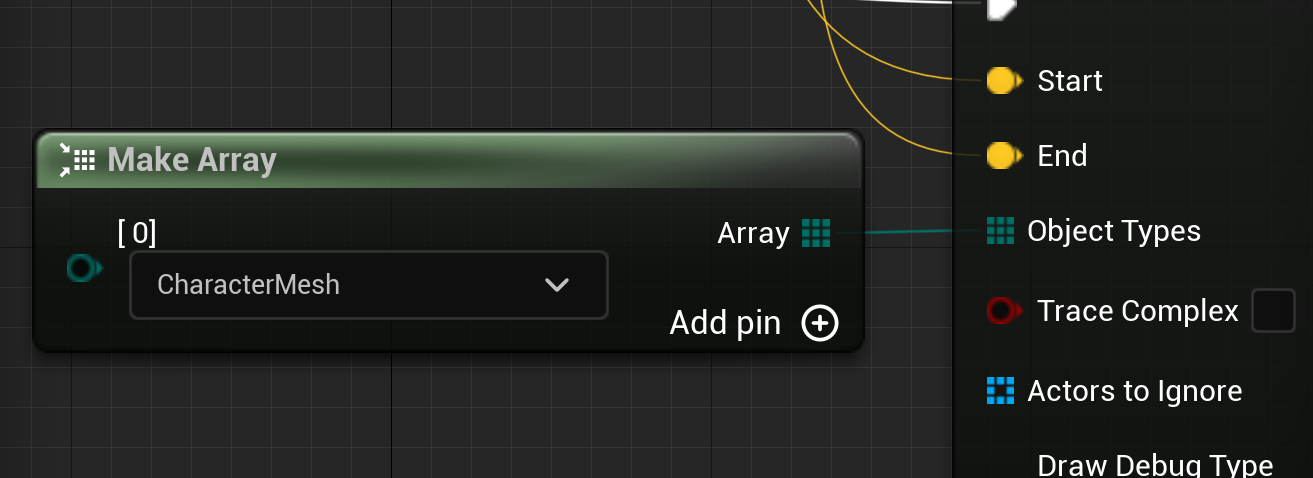 Make Array
[ 0]
CharacterMesh
Array
Add pin
Start
End
Object Types
Trace Complex
Actors to Ignore
Draw Debug Type